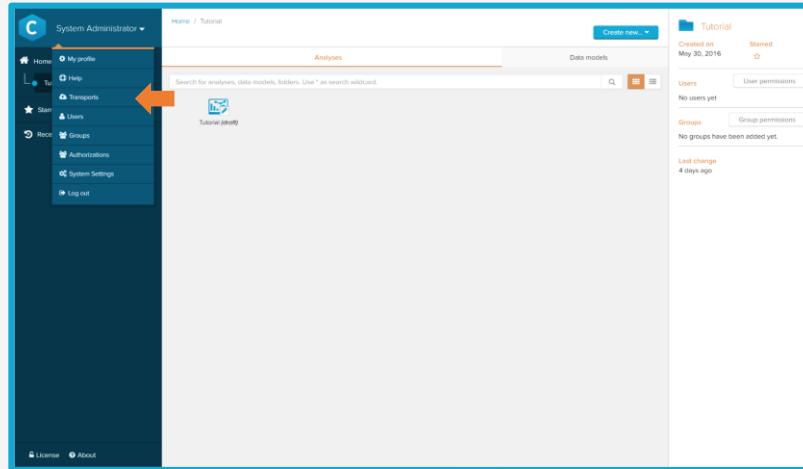 C
System Administrator
Home / Tutorial
Create new...
Home
Tu
Starr
Rece
My profile
Help
Transports
Users
Groups
Authorizations
System Settings
Log out
Analyses
Data models
Search for analyses, data models, folders. Use * as search wildcard.
Tutorial (draft)
Tutorial
Created on
Starred
May 30, 2016
Users
User permissions
No users yet
Groups
Group permissions
No groups have been added yet.
Last change
4 days ago
License
About